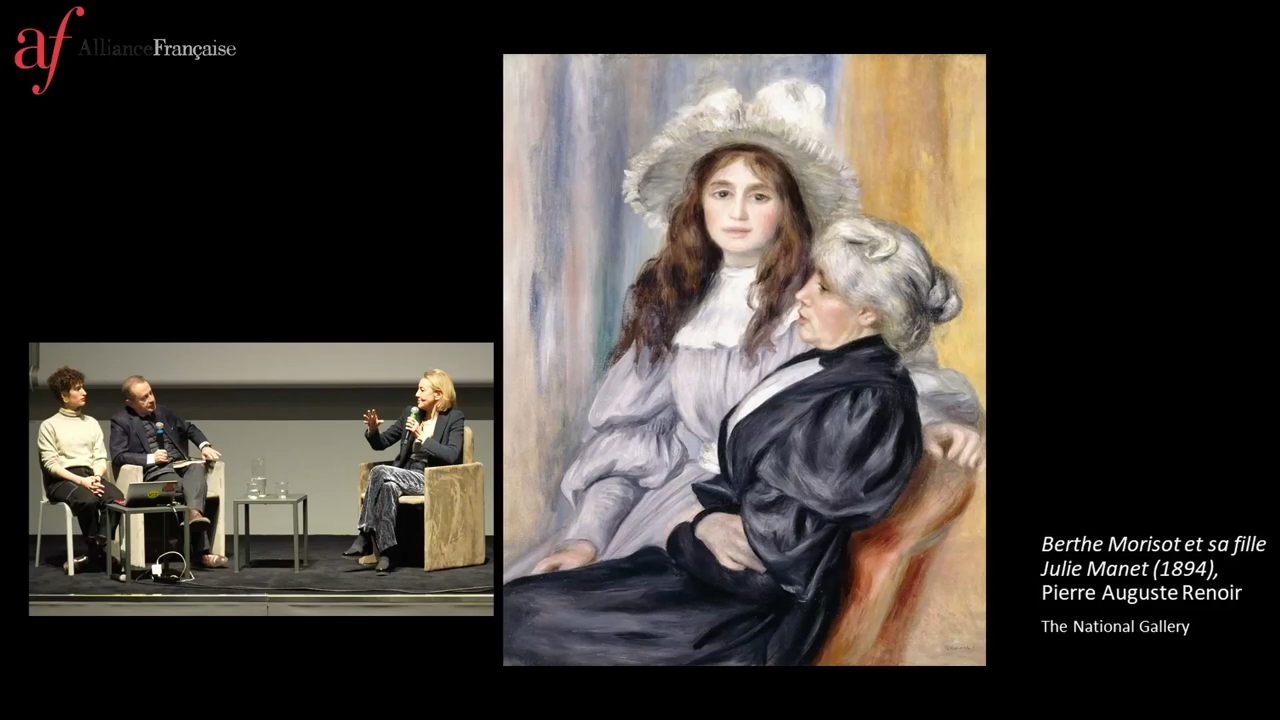 af AllianceFrançaise
Berthe Morisot et sa fille
Julie Manet (1894),
Pierre Auguste Renoir
The National Gallery